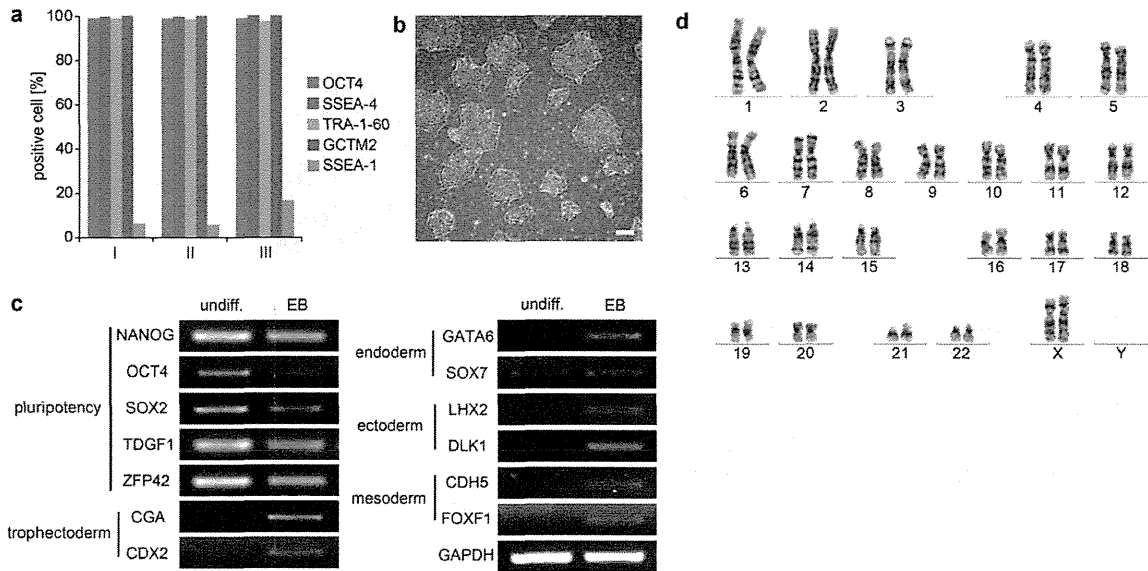 a
positive cell [%]
100
80
60
40
20
0
I II III
OCT4
SSEA-4
TRA-1-60
GCTM2
SSEA-1
b
c
undiff. EB
pluripotency
NANOG
OCT4
SOX2
TDGF1
ZFP42
trophectoderm
CGA
CDX2
undiff. EB
endoderm
GATA6
SOX7
ectoderm
LHX2
DLK1
mesoderm
CDH5
FOXF1
GAPDH
d
1 2 3 4 5
6 7 8 9 10 11 12
13 14 15 16 17 18
19 20 21 22 X Y